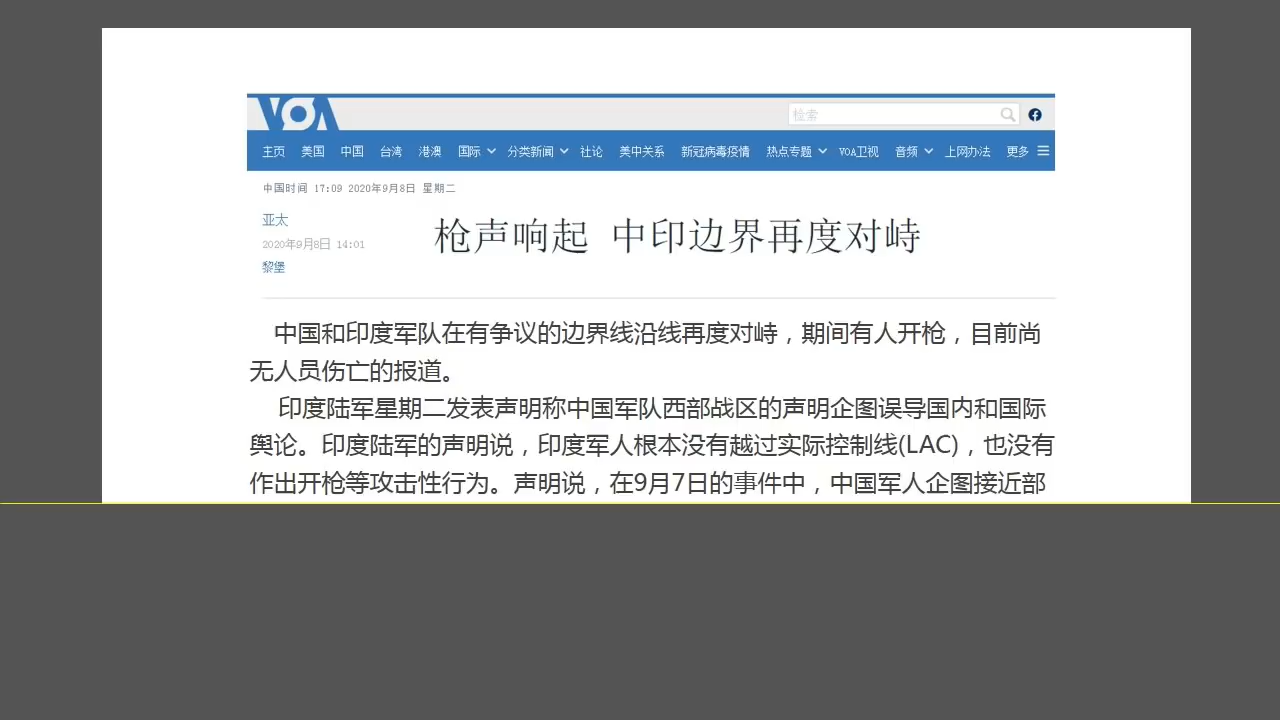 VOA
检索
主页 美国 中国 台湾 港澳 国际 分类新闻 社论 美中关系 新冠病毒疫情 热点专题 VOA卫视 音频 上网办法 更多
中国时间 17:09 2020年9月8日 星期二
亚太
枪声响起 中印边界再度对峙
2020年9月8日 14:01
黎堡
中国和印度军队在有争议的边界线沿线再度对峙，期间有人开枪，目前尚
无人员伤亡的报道。
印度陆军星期二发表声明称中国军队西部战区的声明企图误导国内和国际
舆论。印度陆军的声明说，印度军人根本没有越过实际控制线(LAC)，也没有
作出开枪等攻击性行为。声明说，在9月7日的事件中，中国军人企图接近部